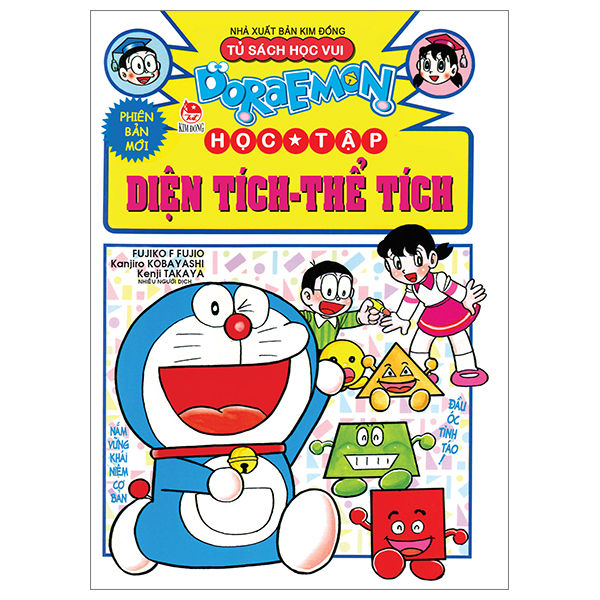 NHÀ XUẤT BẢN KIM ĐỒNG
TỦ SÁCH HỌC VUI
DORAEMON
PHIÊN
BẢN
MỚI
KIM ĐỒNG
HỌC★TẬP
DIỆN TÍCH-THỂ TÍCH
FUJIKO F FUJIO
Kanjiro KOBAYASHI
Kenji TAKAYA
NHIỀU NGƯỜI DỊCH
NẮM
VỮNG
KHÁI
NIỆM
CƠ
BẢN
ĐẦU
ÓC
TỈNH
TÁO!